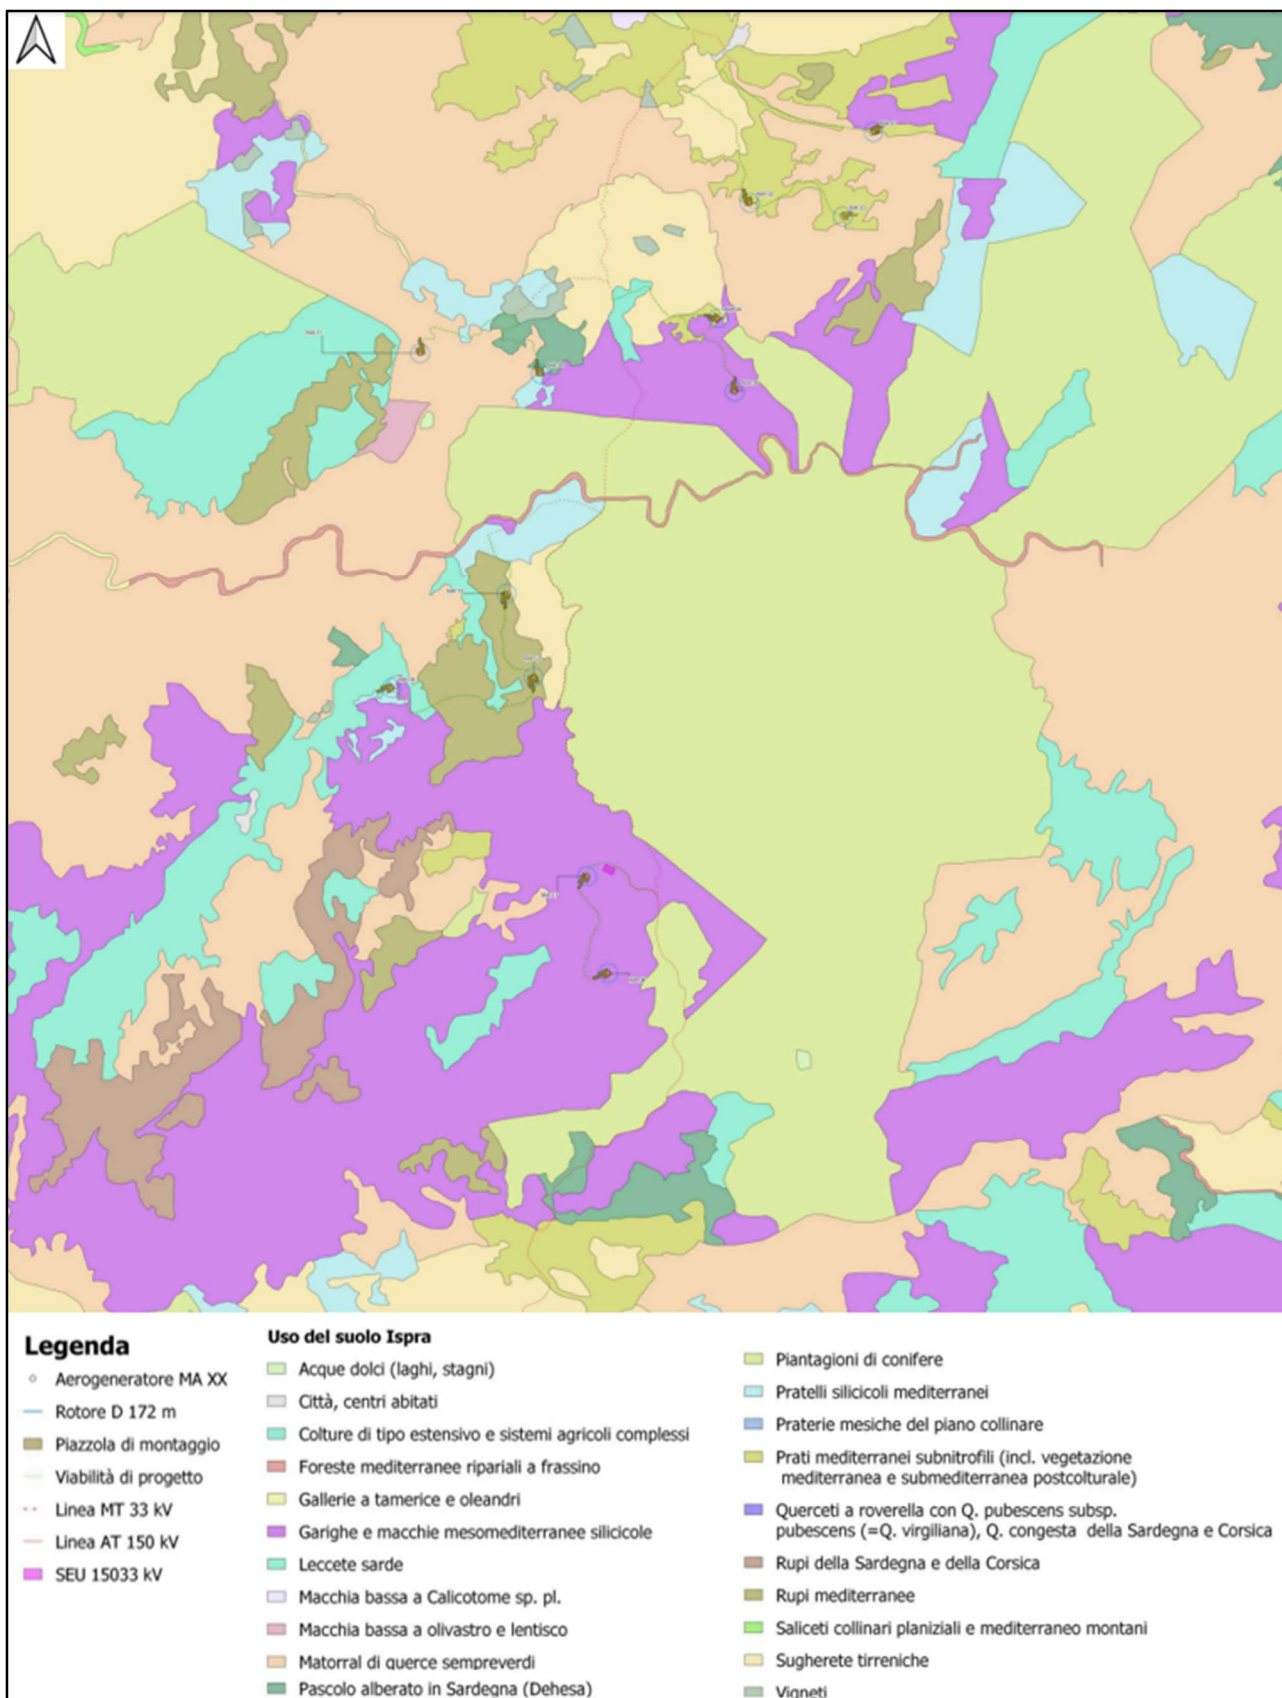 Legenda
Aerogeneratore MA XX
Rotore D 172 m
Piazzola di montaggio
Viabilità di progetto
Linea MT 33 kV
Linea AT 150 kV
SEU 15033 kV
Uso del suolo Ispra
Acque dolci (laghi, stagni)
Città, centri abitati
Colture di tipo estensivo e sistemi agricoli complessi
Foreste mediterranee ripariali a frassino
Gallerie a tamerice e oleandri
Garighe e macchie mesomediterranee silicicole
Leccete sarde
Macchia bassa a Calicotome sp. pl.
Macchia bassa a olivastro e lentisco
Matorral di querce sempreverdi
Pascolo alberato in Sardegna (Dehesa)
Piantagioni di conifere
Pratelli silicicoli mediterranei
Praterie mesiche del piano collinare
Prati mediterranei subnitrofili (incl. vegetazione
mediterranea e submediterranea postcolturale)
Querceti a roverella con Q. pubescens subsp.
pubescens (=Q. virgiliana), Q. congesta della Sardegna e Corsica
Rupi della Sardegna e della Corsica
Rupi mediterranee
Saliceti collinari planiziali e mediterraneo montani
Sugherete tirreniche
Vigneti